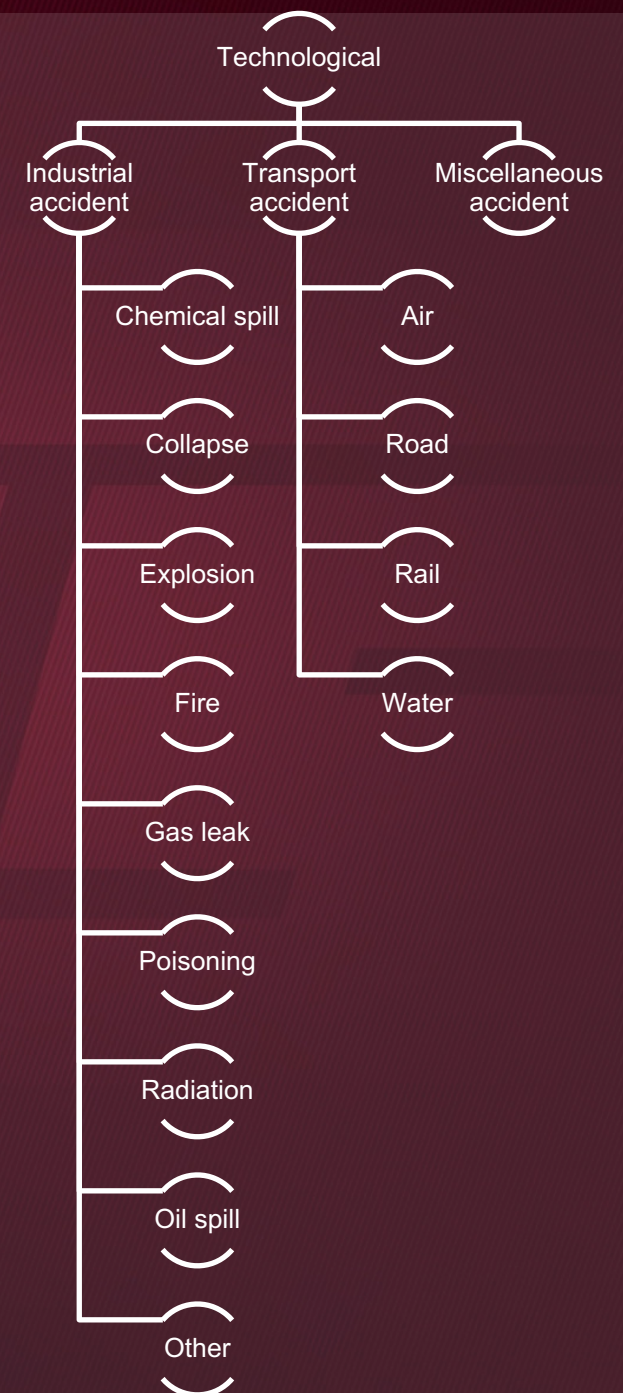 Technological
Industrial
accident
Transport
accident
Miscellaneous
accident
Chemical spill
Collapse
Explosion
Fire
Gas leak
Poisoning
Radiation
Oil spill
Other
Air
Road
Rail
Water